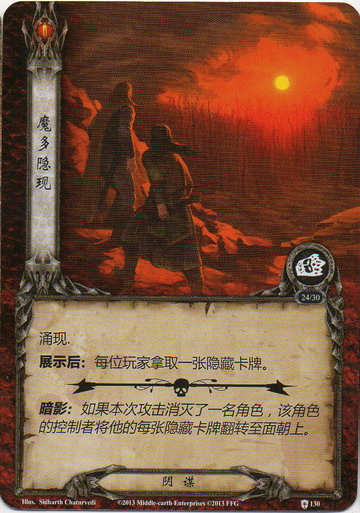 魔多隐现
24/30
涌现.
展示后：每位玩家拿取一张隐藏卡牌。
暗影：如果本次攻击消灭了一名角色，该角色
的控制者将他的每张隐藏卡牌翻转至面朝上。
阴谋
Illus. Sidharth Chaturvedi ©2013 Middle-earth Enterprises ©2013 FFG 130